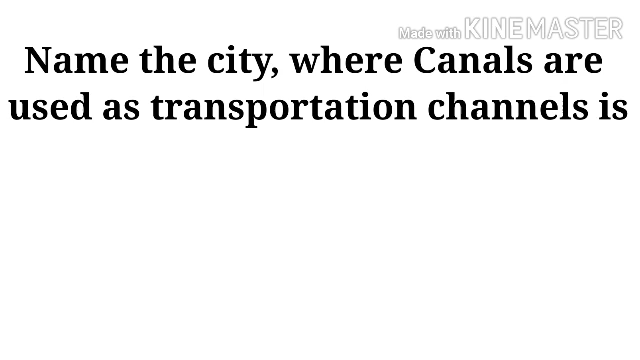 Made with KINEMASTER
Name the city, where Canals are
used as transportation channels is